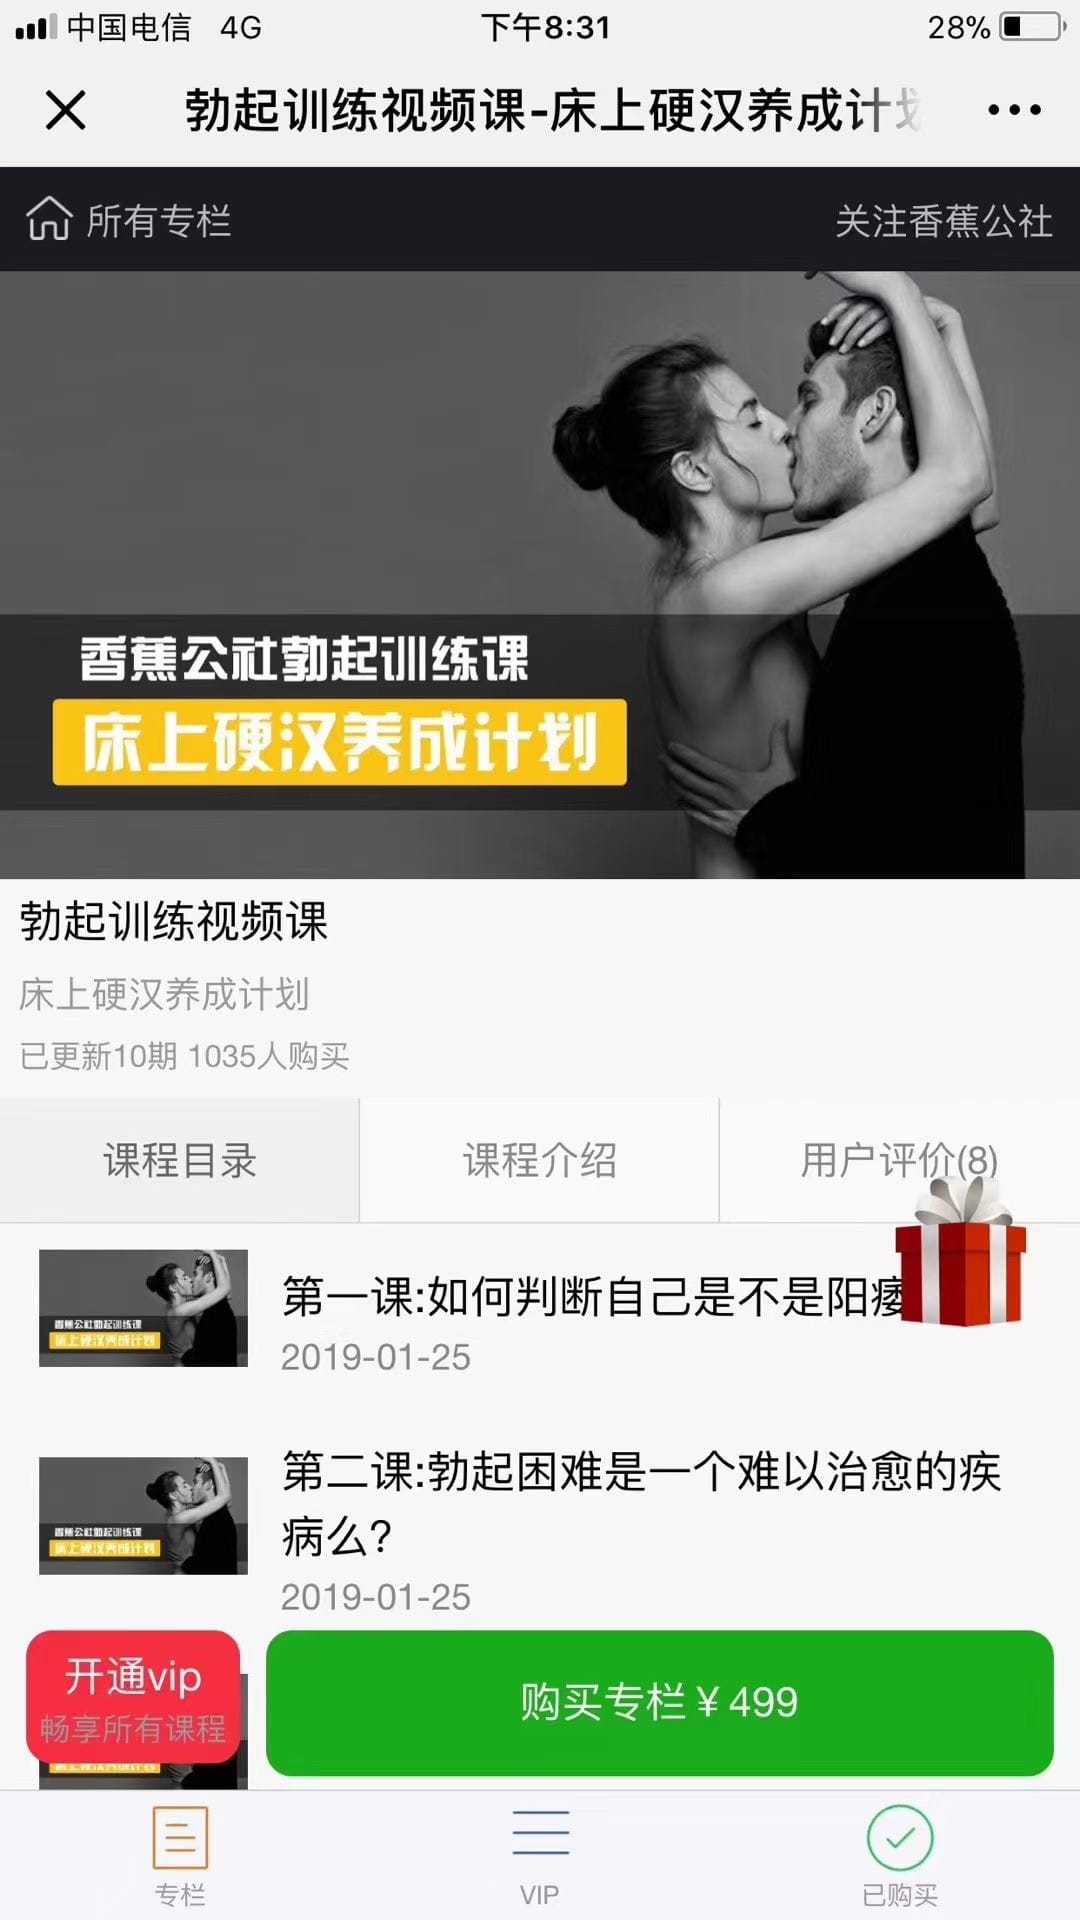 中国电信 4G 下午8:31 28%
勃起训练视频课-床上硬汉养成计划
所有专栏 关注香蕉公社
香蕉公社勃起训练课
床上硬汉养成计划
勃起训练视频课
床上硬汉养成计划
已更新10期 1035人购买
课程目录 课程介绍 用户评价(8)
香蕉公社勃起训练课
床上硬汉养成计划
第一课:如何判断自己是不是阳痿
2019-01-25
香蕉公社勃起训练课
床上硬汉养成计划
第二课:勃起困难是一个难以治愈的疾
病么?
2019-01-25
开通vip
畅享所有课程
购买专栏¥499
专栏 VIP 已购买